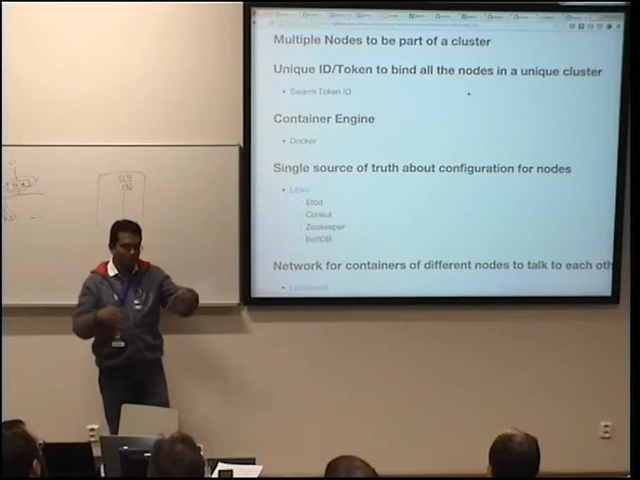 Multiple Nodes to be part of a cluster
Unique ID/Token to bind all the nodes in a unique cluster
Swarm Token ID
Container Engine
Docker
Single source of truth about configuration for nodes
Libkv
Etcd
Consul
Zookeeper
BoltDB
Network for containers of different nodes to talk to each oth